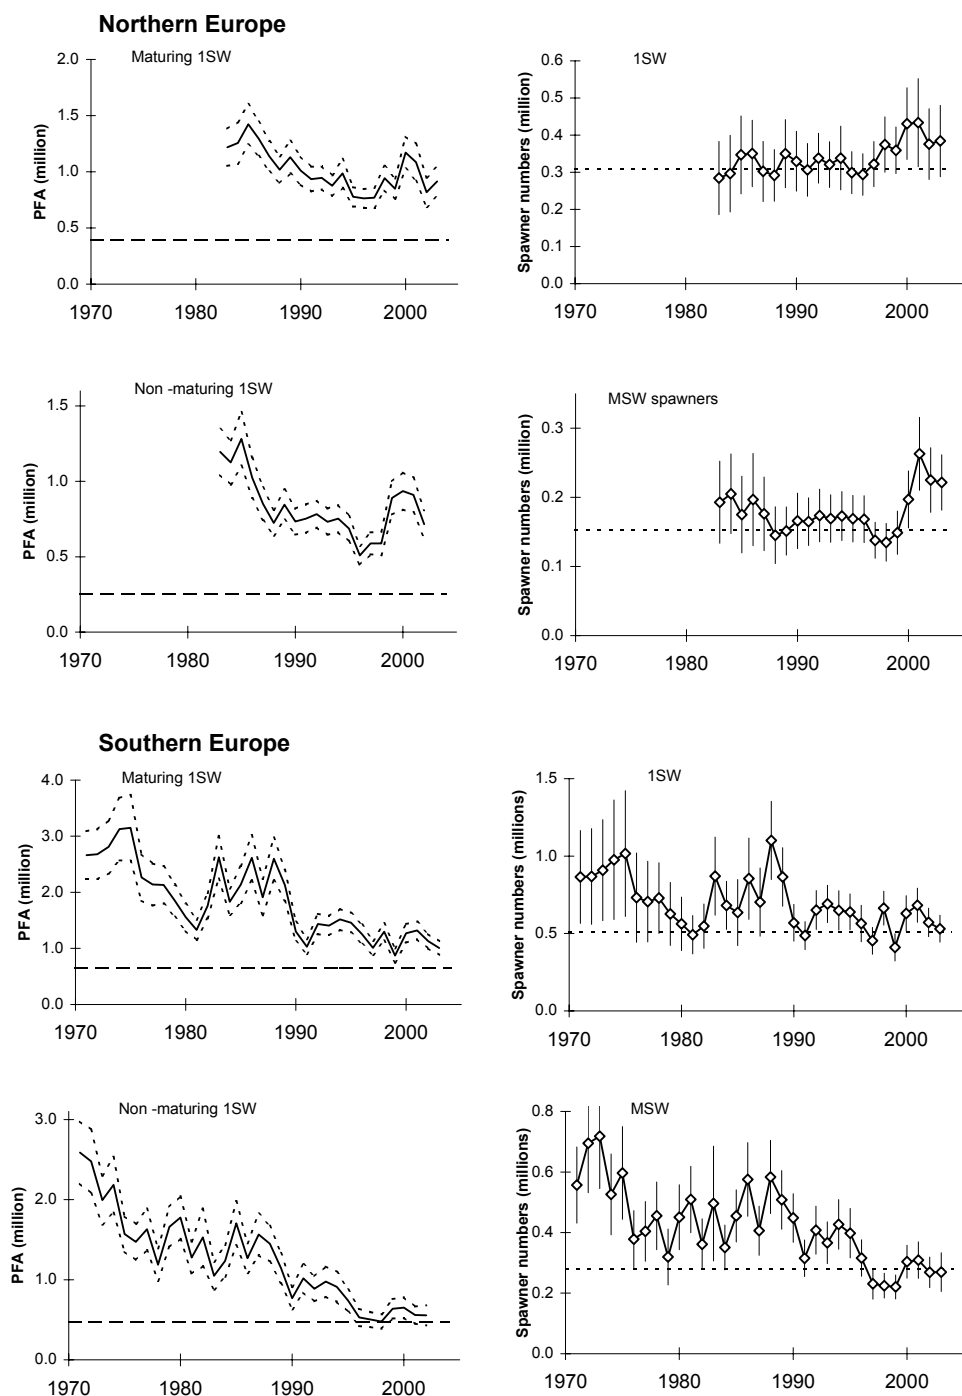 Northern Europe
Maturing 1SW
PFA (million)
2.0
1.5
1.0
0.5
0.0
1970 1980 1990 2000
1SW
Spawner numbers (million)
0.6
0.5
0.4
0.3
0.2
0.1
0.0
1970 1980 1990 2000
Non -maturing 1SW
PFA (million)
1.5
1.0
0.5
0.0
1970 1980 1990 2000
MSW spawners
Spawner numbers (million)
0.3
0.2
0.1
0.0
1970 1980 1990 2000
Southern Europe
Maturing 1SW
PFA (million)
4.0
3.0
2.0
1.0
0.0
1970 1980 1990 2000
1SW
Spawner numbers (millions)
1.5
1.0
0.5
0.0
1970 1980 1990 2000
Non -maturing 1SW
PFA (million)
3.0
2.0
1.0
0.0
1970 1980 1990 2000
MSW
Spawner numbers (millions)
0.8
0.6
0.4
0.2
0.0
1970 1980 1990 2000